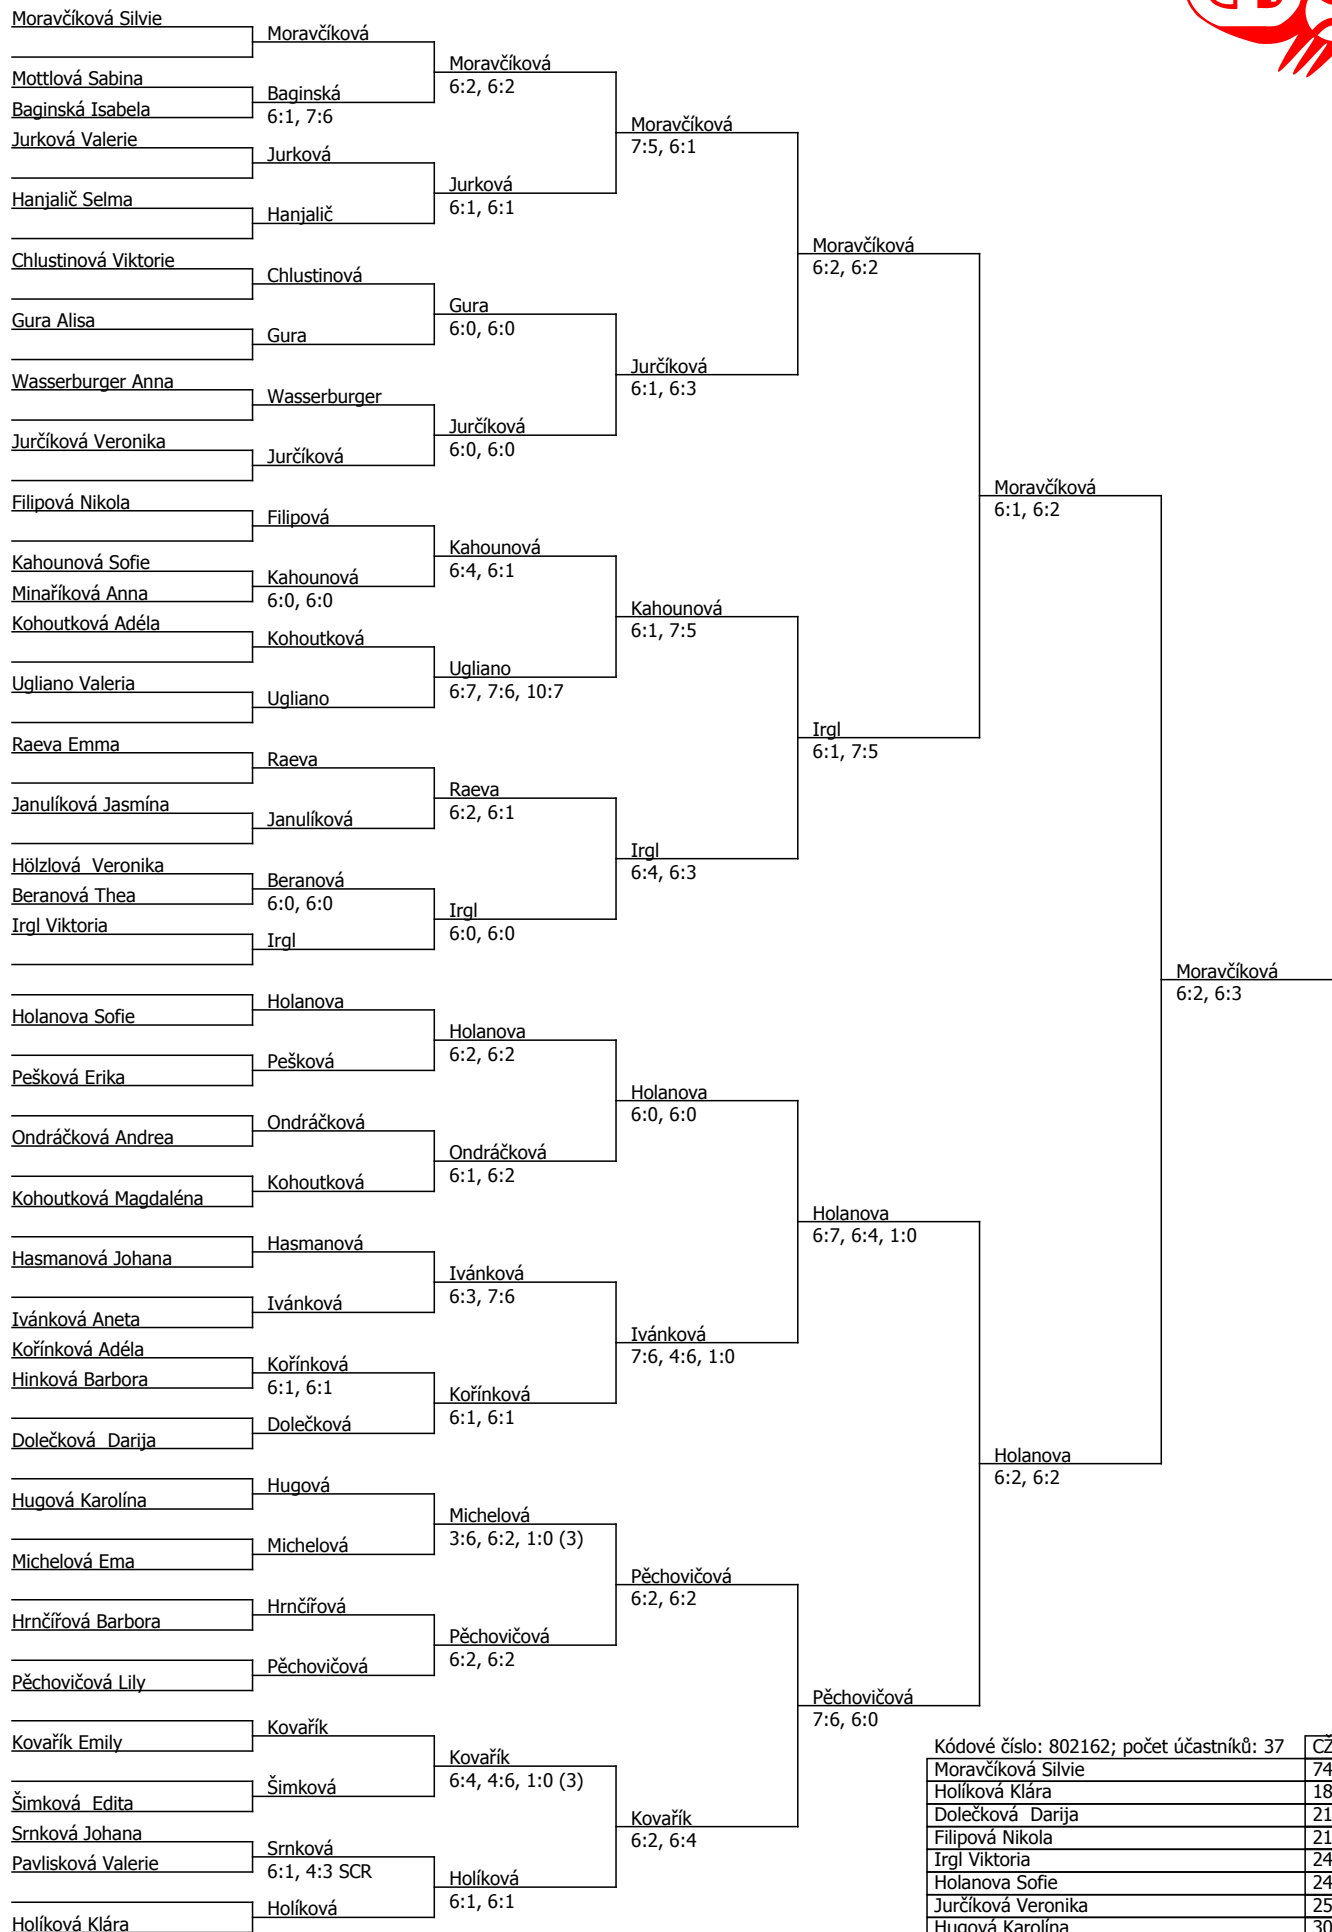 Moravčíková Silvie
Mottlová Sabina
Baginská Isabela
Jurková Valerie
Hanjalič Selma
Chlustinová Viktorie
Gura Alisa
Wasserburger Anna
Jurčíková Veronika
Filipová Nikola
Kahounová Sofie
Minaříková Anna
Kohoutková Adéla
Ugliano Valeria
Raeva Emma
Janulíková Jasmína
Hölzlová  Veronika
Beranová Thea
Irgl Viktoria
Holanova Sofie
Pešková Erika
Ondráčková Andrea
Kohoutková Magdaléna
Hasmanová Johana
Ivánková Aneta
Kořínková Adéla
Hinková Barbora
Dolečková  Darija
Hugová Karolína
Michelová Ema
Hrnčířová Barbora
Pěchovičová Lily
Kovařík Emily
Šimková  Edita
Srnková Johana
Pavlisková Valerie
Holíková Klára
Moravčíková
Baginská
6:1, 7:6
Jurková
Hanjalič
Chlustinová
Gura
Wasserburger
Jurčíková
Filipová
Kahounová
6:0, 6:0
Kohoutková
Ugliano
Raeva
Janulíková
Beranová
6:0, 6:0
Irgl
Holanova
Pešková
Ondráčková
Kohoutková
Hasmanová
Ivánková
Kořínková
6:1, 6:1
Dolečková
Hugová
Michelová
Hrnčířová
Pěchovičová
Kovařík
Šimková
Srnková
6:1, 4:3 SCR
Holíková
Moravčíková
6:2, 6:2
Jurková
6:1, 6:1
Gura
6:0, 6:0
Jurčíková
6:0, 6:0
Kahounová
6:4, 6:1
Ugliano
6:7, 7:6, 10:7
Raeva
6:2, 6:1
Irgl
6:0, 6:0
Holanova
6:2, 6:2
Ondráčková
6:1, 6:2
Ivánková
6:3, 7:6
Kořínková
6:1, 6:1
Michelová
3:6, 6:2, 1:0 (3)
Pěchovičová
6:2, 6:2
Kovařík
6:4, 4:6, 1:0 (3)
Holíková
6:1, 6:1
Moravčíková
7:5, 6:1
Jurčíková
6:1, 6:3
Kahounová
6:1, 7:5
Irgl
6:4, 6:3
Holanova
6:0, 6:0
Ivánková
7:6, 4:6, 1:0
Pěchovičová
6:2, 6:2
Kovařík
6:2, 6:4
Moravčíková
6:2, 6:2
Irgl
6:1, 7:5
Holanova
6:7, 6:4, 1:0
Pěchovičová
7:6, 6:0
Moravčíková
6:1, 6:2
Holanova
6:2, 6:2
Moravčíková
6:2, 6:3
Kódové číslo: 802162; počet účastníků: 37 CŽ
Moravčíková Silvie 74
Holíková Klára 18
Dolečková  Darija 21
Filipová Nikola 21
Irgl Viktoria 24
Holanova Sofie 24
Jurčíková Veronika 25
Hugová Karolína 30